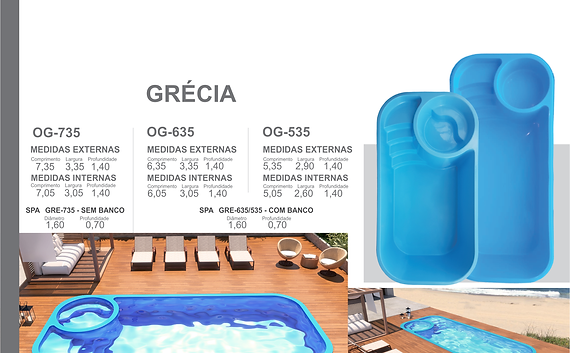 GRÉCIA
OG-735
MEDIDAS EXTERNAS
Comprimento Largura Profundidade
7,35 3,35 1,40
MEDIDAS INTERNAS
Comprimento Largura Profundidade
7,05 3,05 1,40
OG-635
MEDIDAS EXTERNAS
Comprimento Largura Profundidade
6,35 3,35 1,40
MEDIDAS INTERNAS
Comprimento Largura Profundidade
6,05 3,05 1,40
OG-535
MEDIDAS EXTERNAS
Comprimento Largura Profundidade
5,35 2,90 1,40
MEDIDAS INTERNAS
Comprimento Largura Profundidade
5,05 2,60 1,40
SPA GRE-735 - SEM BANCO
Diâmetro Profundidade
1,60 0,70
SPA GRE-635/535 - COM BANCO
Diâmetro Profundidade
1,60 0,70